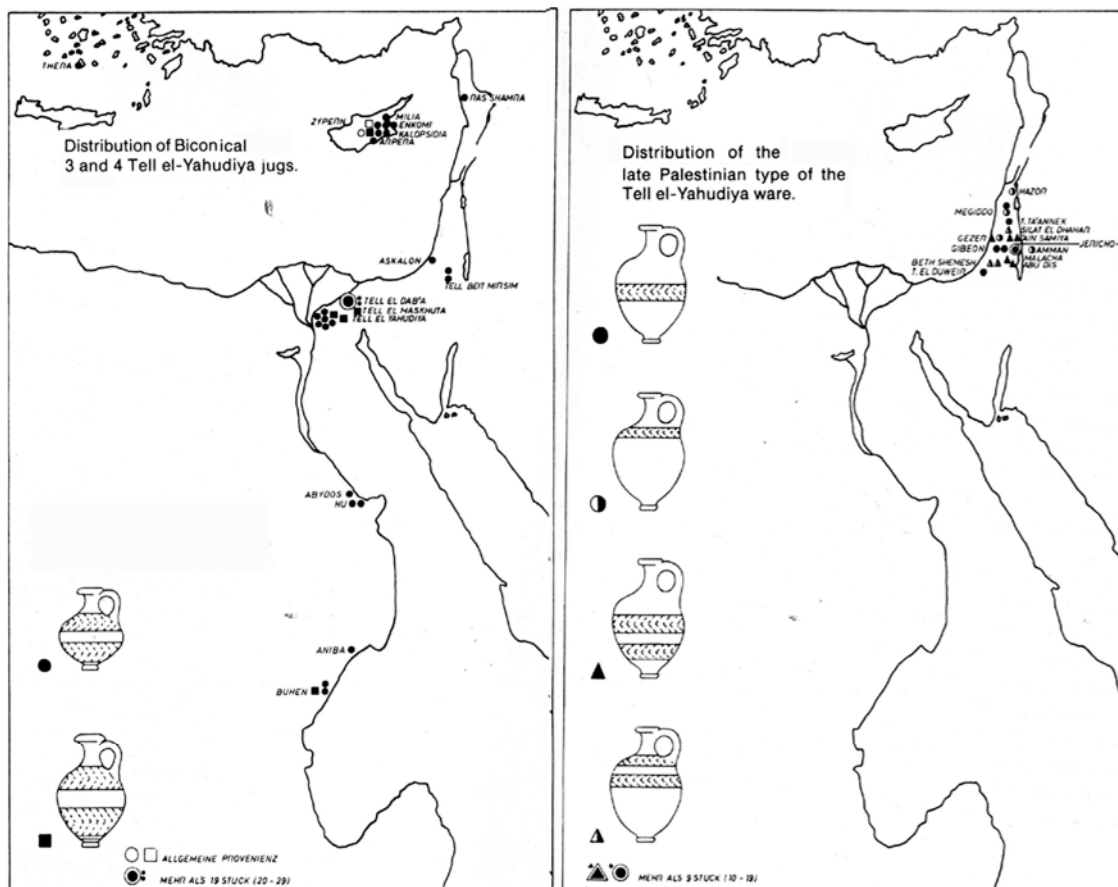 THERA
RAS SHAMRA
ZYPERN
MILIA
ENKOMI
KALOPSIDIA
ARPERA
Distribution of Biconical
3 and 4 Tell el-Yahudiya jugs.
ASKALON
TELL BEIT MIRSIM
TELL EL DAB'A
TELL EL MASKHUTA
TELL EL YAHUDIYA
ABYDOS
HU
ANIBA
BUHEN
ALLGEMEINE PROVENIENZ
MEHR ALS 19 STUCK (20 - 29)
Distribution of the
late Palestinian type of the
Tell el-Yahudiya ware.
HAZOR
MEGIDDO
T. TA'ANNEK
SILAT EL DHAHAR
GEZER
AIN SAMIYA
JERICHO
GIBEON
AMMAN
BETH SHEMESH
MALACHA
T. EL DUWEIR
ABU DIS
MEHR ALS 9 STUCK (10 - 19)